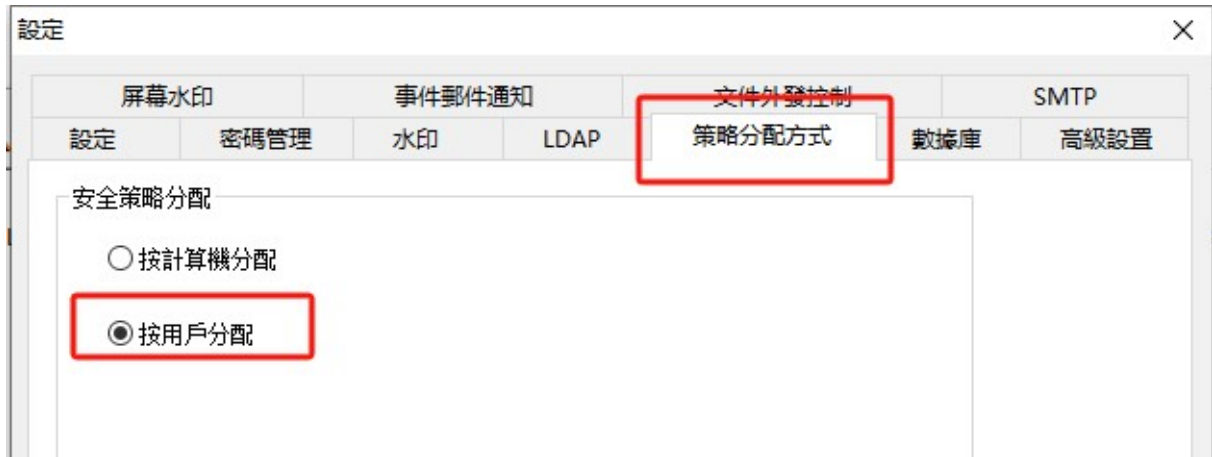 設定
屏幕水印 事件郵件通知 文件外發控制 SMTP
設定 密碼管理 水印 LDAP 策略分配方式 數據庫 高級設置
安全策略分配
按計算機分配
按用戶分配